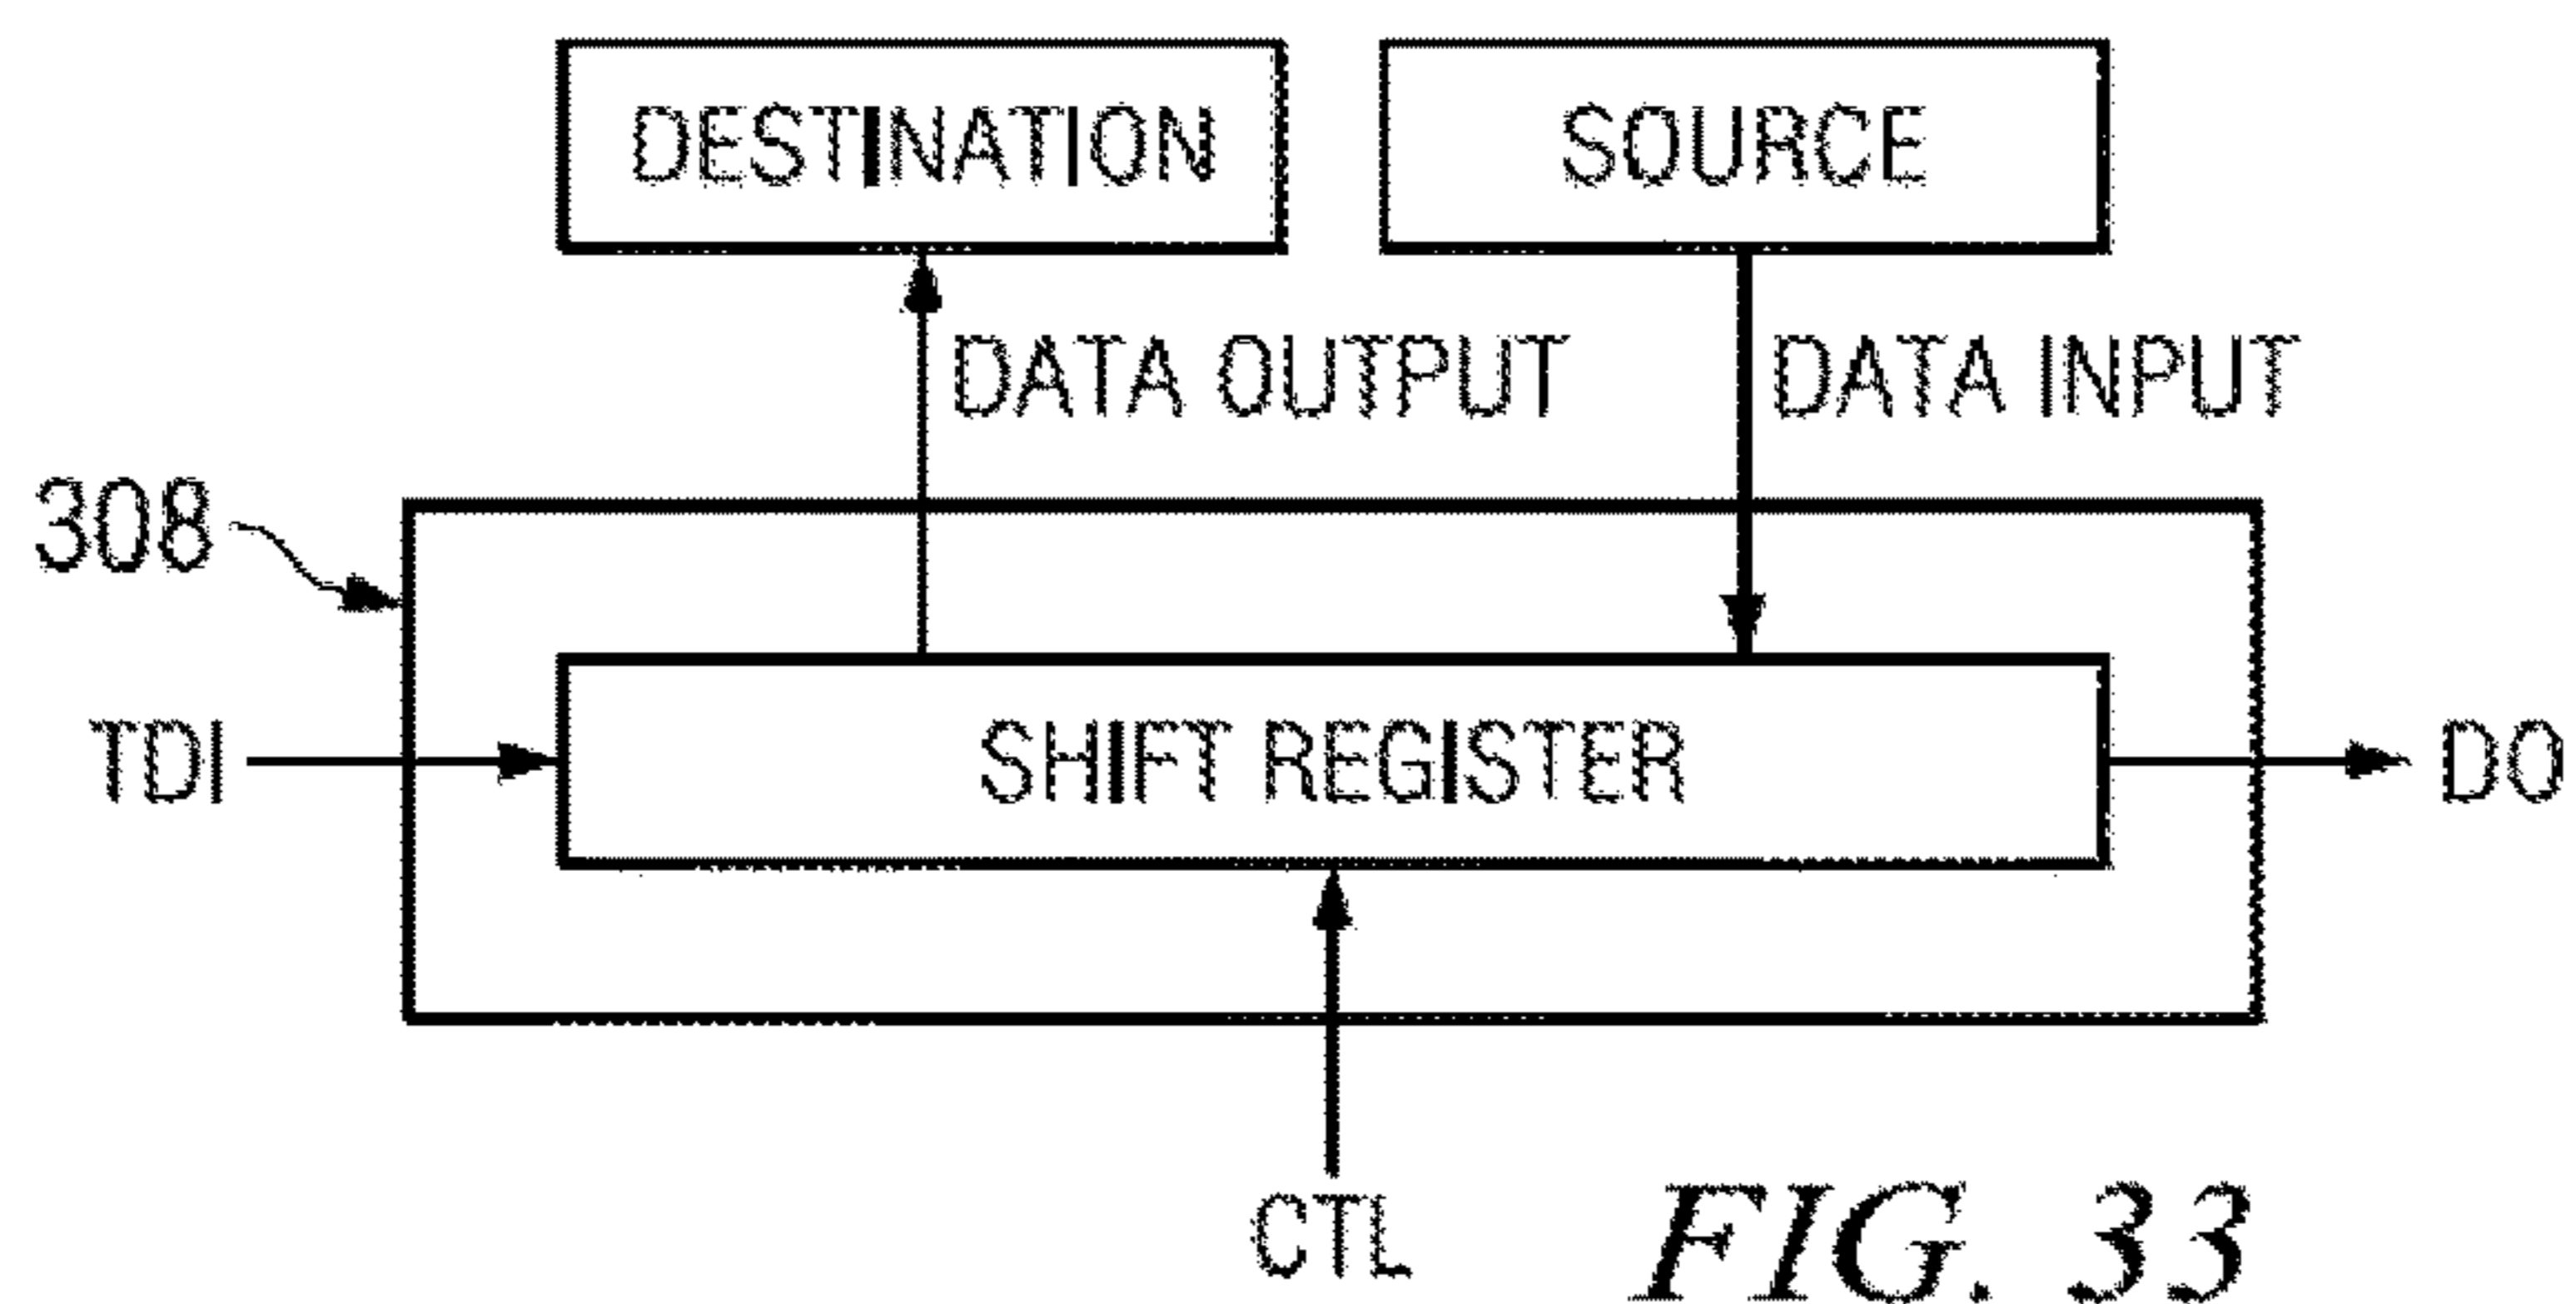 DESTINATION
SOURCE
DATA OUTPUT
DATA INPUT
308
TDI
SHIFT REGISTER
DO
CTL
FIG. 33